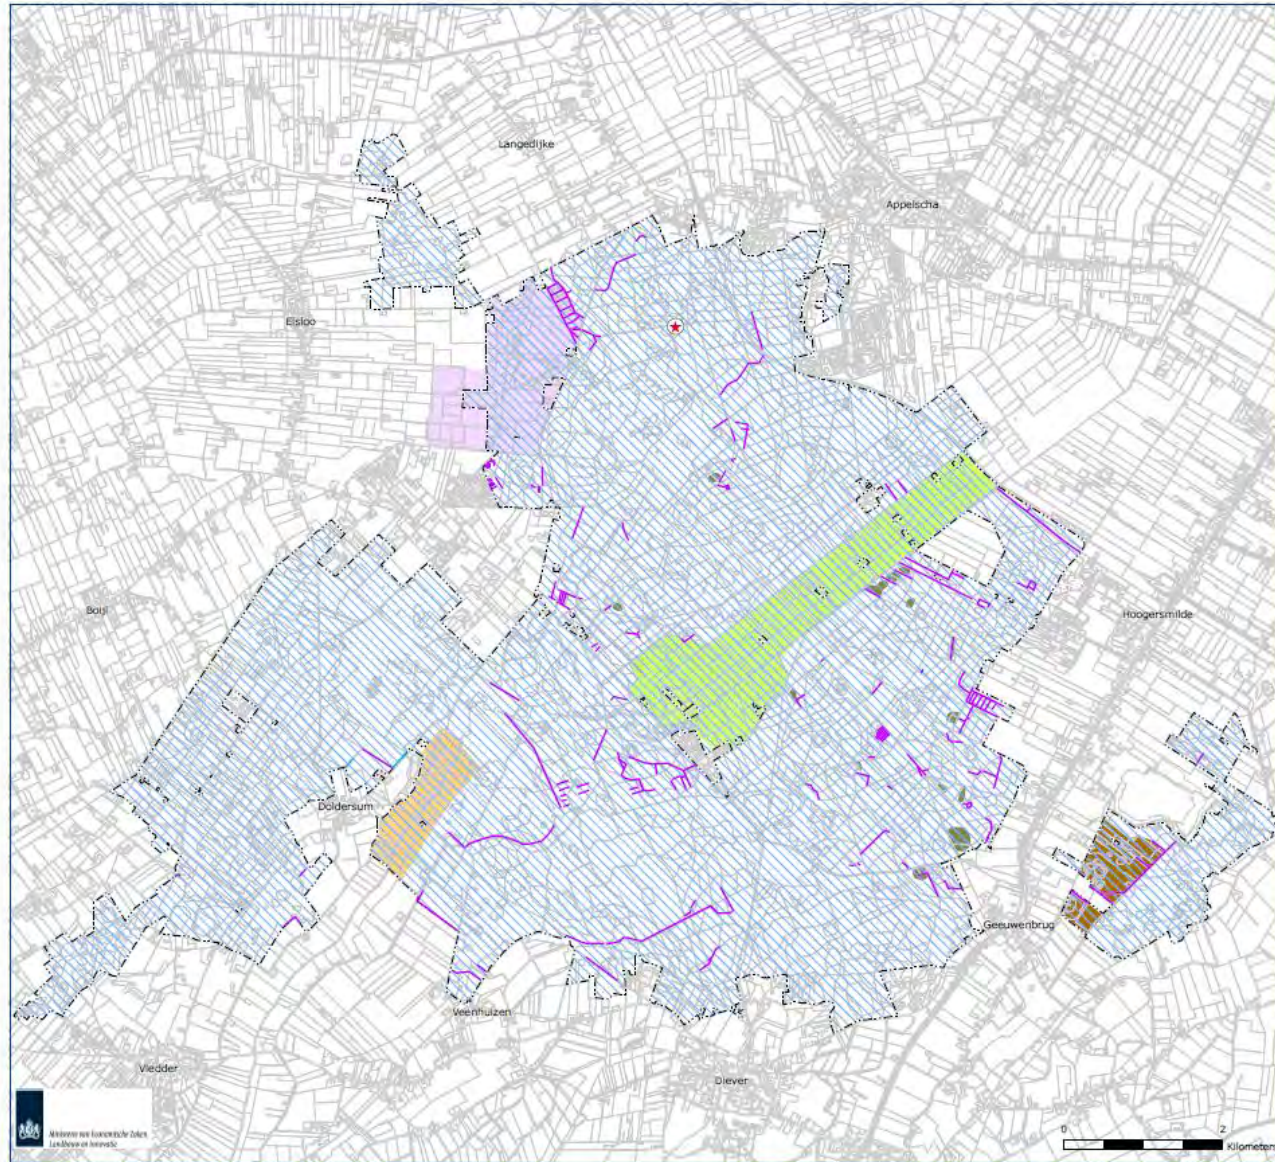 Langedijke
Appelscha
Elsloo
Boijl
Hoogersmilde
Doldersum
Geeuwenbrug
Veenhuizen
Vledder
Diever
Ministerie van Economische Zaken,
Landbouw en Innovatie
0 2
Kilometers